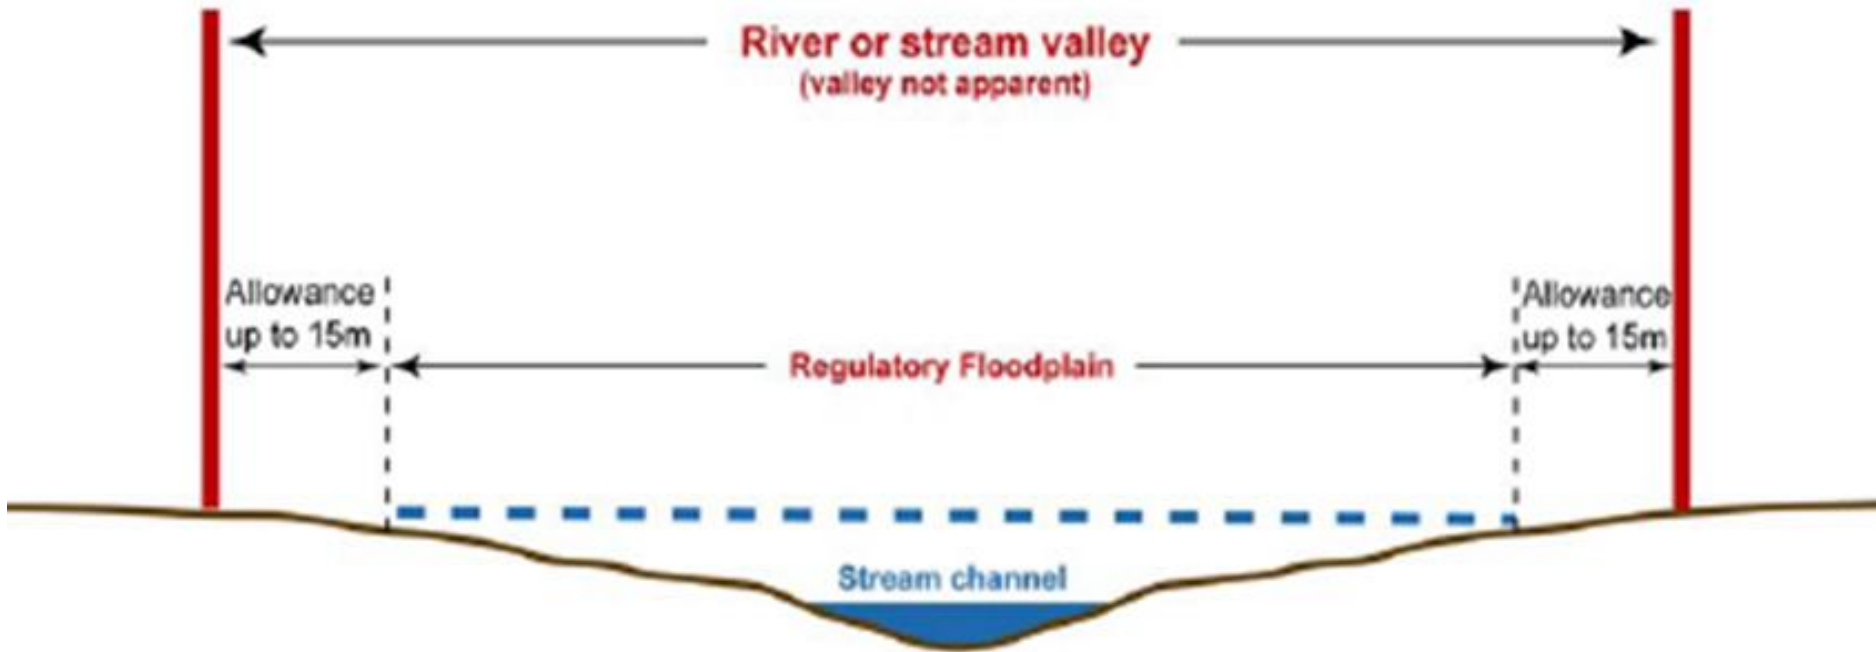 River or stream valley
(valley not apparent)
Allowance
up to 15m
Allowance
up to 15m
Regulatory Floodplain
Stream channel